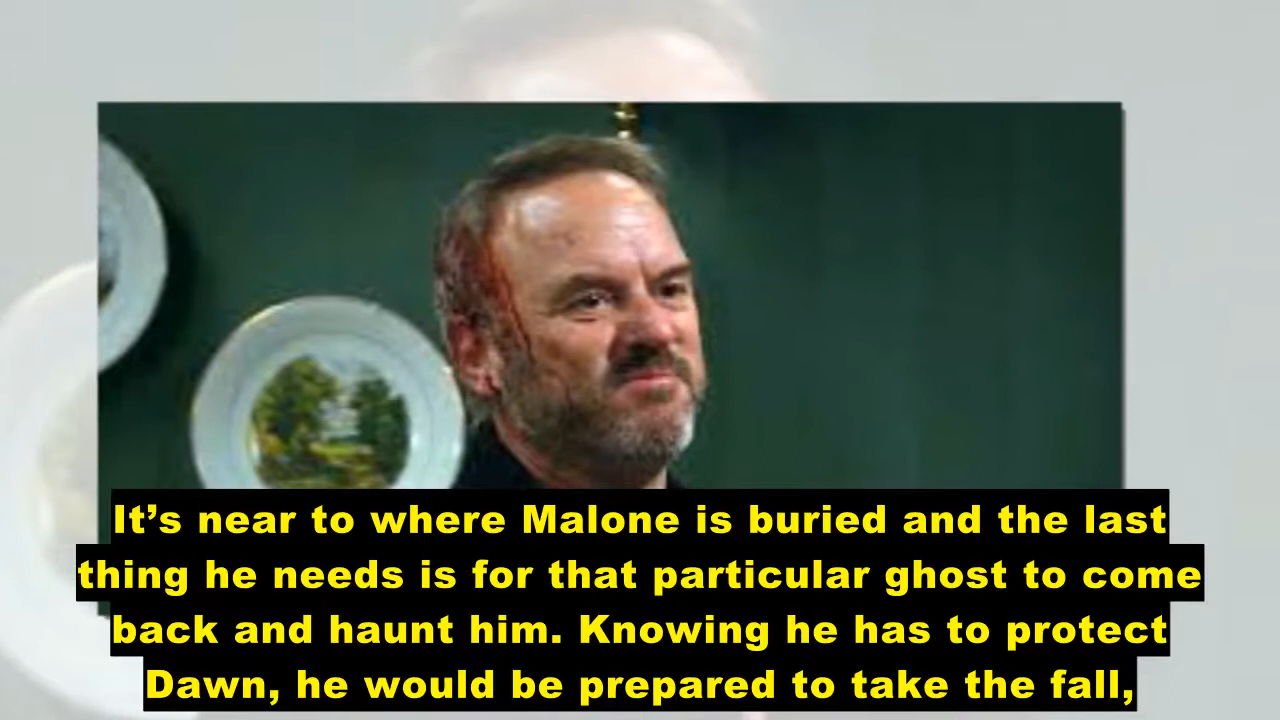 It’s near to where Malone is buried and the last
thing he needs is for that particular ghost to come
back and haunt him. Knowing he has to protect
Dawn, he would be prepared to take the fall,